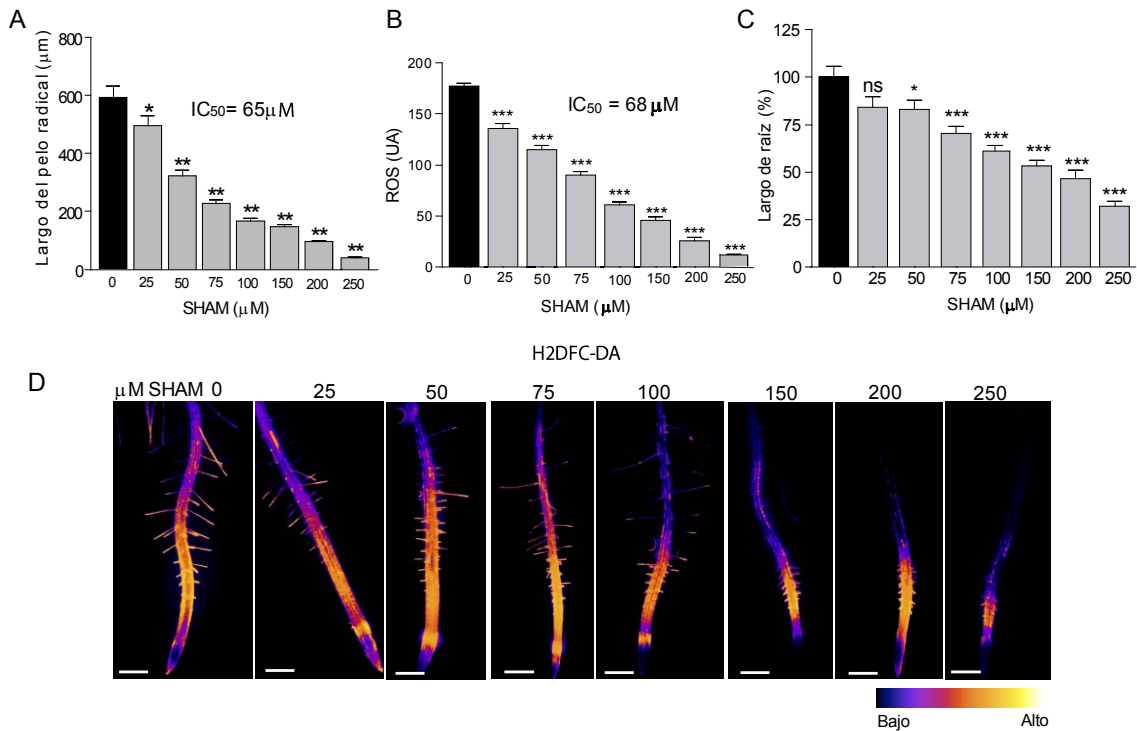 A
Largo del pelo radical (μm)
800
600
400
200
0
IC50= 65μM
*
**
**
**
**
**
**
0 25 50 75 100 150 200 250
SHAM (μM)
B
ROS (UA)
200
150
100
50
0
IC50 = 68 μM
***
***
***
***
***
***
***
0 25 50 75 100 150 200 250
SHAM (μM)
C
Largo de raíz (%)
125
100
75
50
25
0
ns
*
***
***
***
***
***
0 25 50 75 100 150 200 250
SHAM (μM)
H2DFC-DA
D
μM SHAM 0 25 50 75 100 150 200 250
Bajo Alto